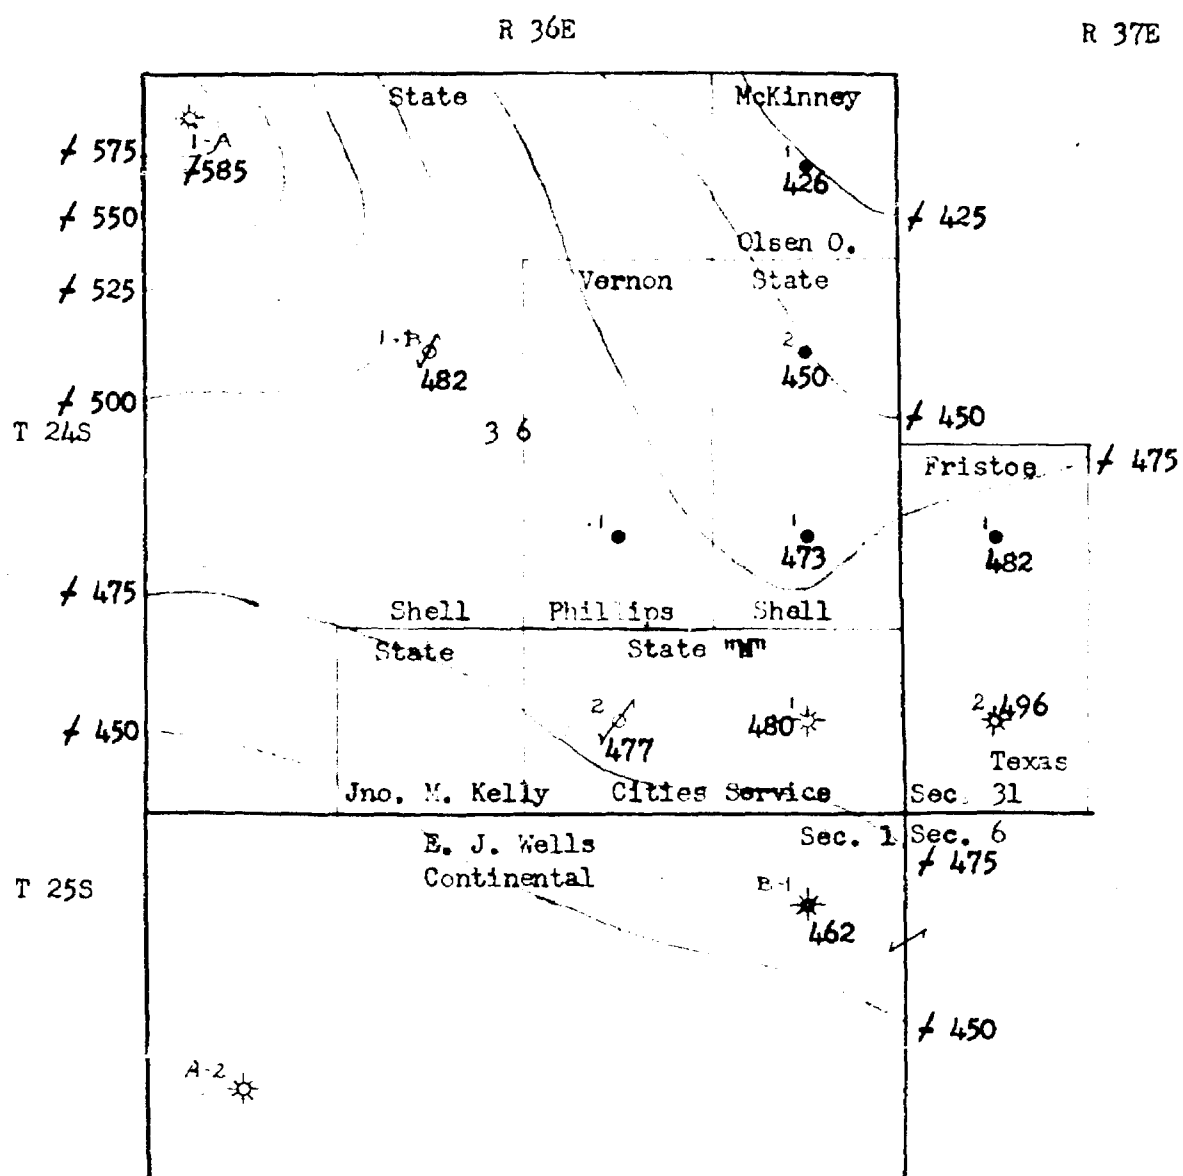 R 36E
R 37E
State
McKinney
1-A
+585
+ 575
1
426
+ 550
+ 425
Olsen O.
Vernon
State
+ 525
1-B
482
2
450
+ 500
T 24S
3 6
+ 450
Fristoe
+ 475
1
1
473
1
482
+ 475
Shell
Phillips
Shell
State
State "W"
2
477
480
1
2
496
+ 450
Texas
Jno. M. Kelly
Cities Service
Sec. 31
E. J. Wells
Continental
Sec. 1
Sec. 6
+ 475
T 25S
B-1
462
+ 450
A-2